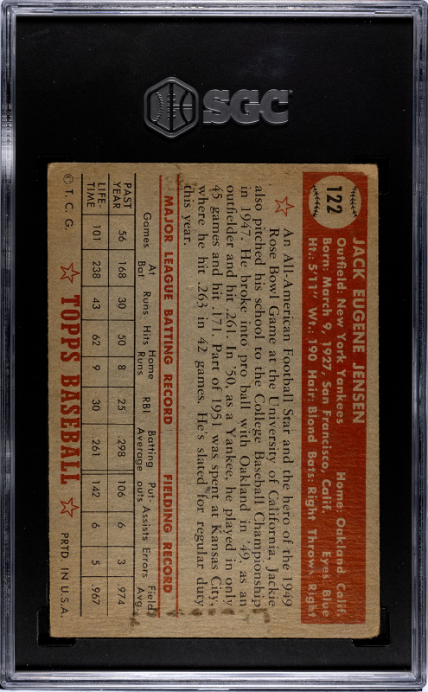 SGC
122
JACK EUGENE JENSEN
Outfield: New York Yankees Home: Oakland, Calif.
Born: March 9, 1927, San Francisco, Calif. Eyes: Blue
Ht.: 5'11" Wt.: 190 Hair: Blond Bats: Right Throws: Right
An All-American Football Star and the hero of the 1949
Rose Bowl Game at the University of California, Jackie
also pitched his school to the College Baseball Championship
in 1947. He broke into pro ball with Oakland in '49, as an
outfielder and hit .261. In '50, as a Yankee, he played in only
45 games and hit .171. Part of 1951 was spent at Kansas City,
where he hit .263 in 42 games. He's slated for regular duty
this year.
MAJOR LEAGUE BATTING RECORD FIELDING RECORD
Games At Bat Runs Hits Home Runs RBI Batting Average Put-outs Assists Errors Field Avg.
PAST YEAR 56 168 30 50 8 25 .298 106 6 3 .974
LIFE-TIME 101 238 43 62 9 30 .261 142 6 5 .967
© T. C. G. TOPPS BASEBALL PRTD. IN U.S.A.